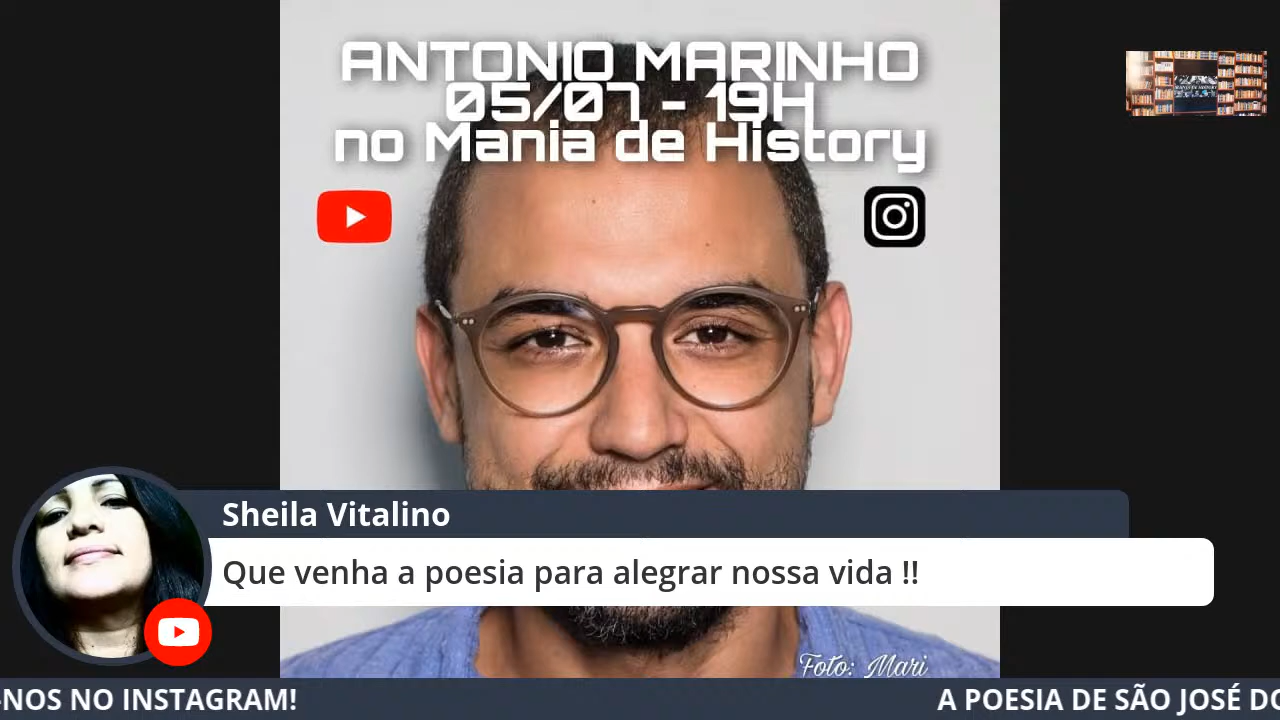 ANTONIO MARINHO
05/07 - 19H
no Mania de History
Sheila Vitalino
Que venha a poesia para alegrar nossa vida !!
Foto: Mari
-NOS NO INSTAGRAM!
A POESIA DE SÃO JOSÉ DO